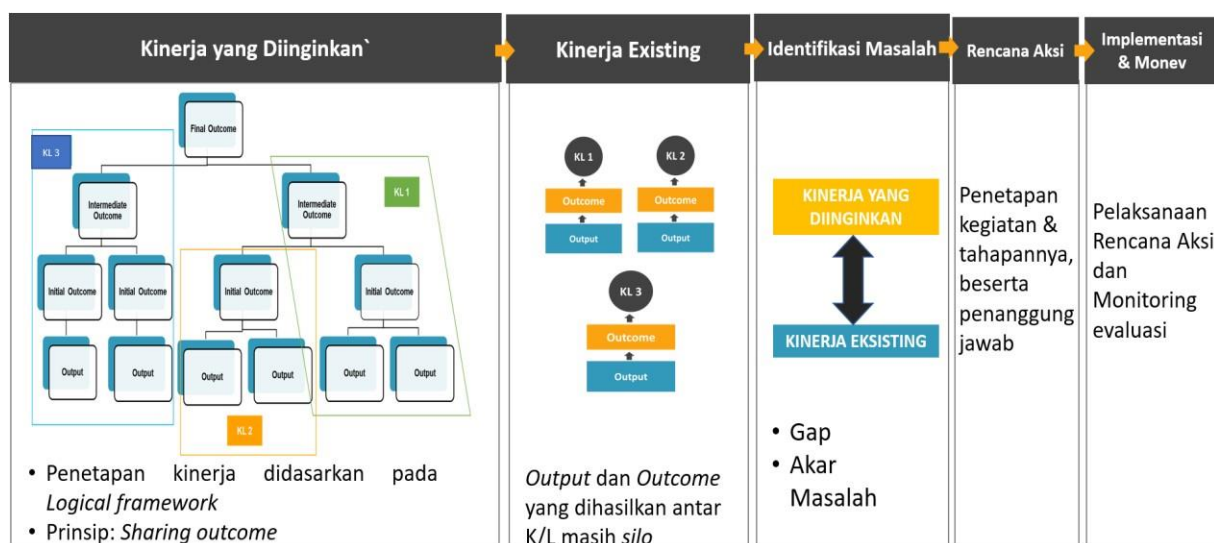 Kinerja yang Diinginkan`
Kinerja Existing
Identifikasi Masalah
Rencana Aksi
Implementasi
& Monev
Final Outcome
KL 3
KL 1
Intermediate
Outcome
Intermediate
Outcome
Initial Outcome
Initial Outcome
Initial Outcome
Initial Outcome
Output
Output
Output
Output
Output
Output
KL 2
• Penetapan kinerja didasarkan pada
Logical framework
• Prinsip: Sharing outcome
KL 1
KL 2
Outcome
Outcome
Output
Output
KL 3
Outcome
Output
Output dan Outcome
yang dihasilkan antar
K/L masih silo
KINERJA YANG
DIINGINKAN
KINERJA EKSISTING
• Gap
• Akar
Masalah
Penetapan
kegiatan &
tahapannya,
beserta
penanggung
jawab
Pelaksanaan
Rencana Aksi
dan
Monitoring
evaluasi